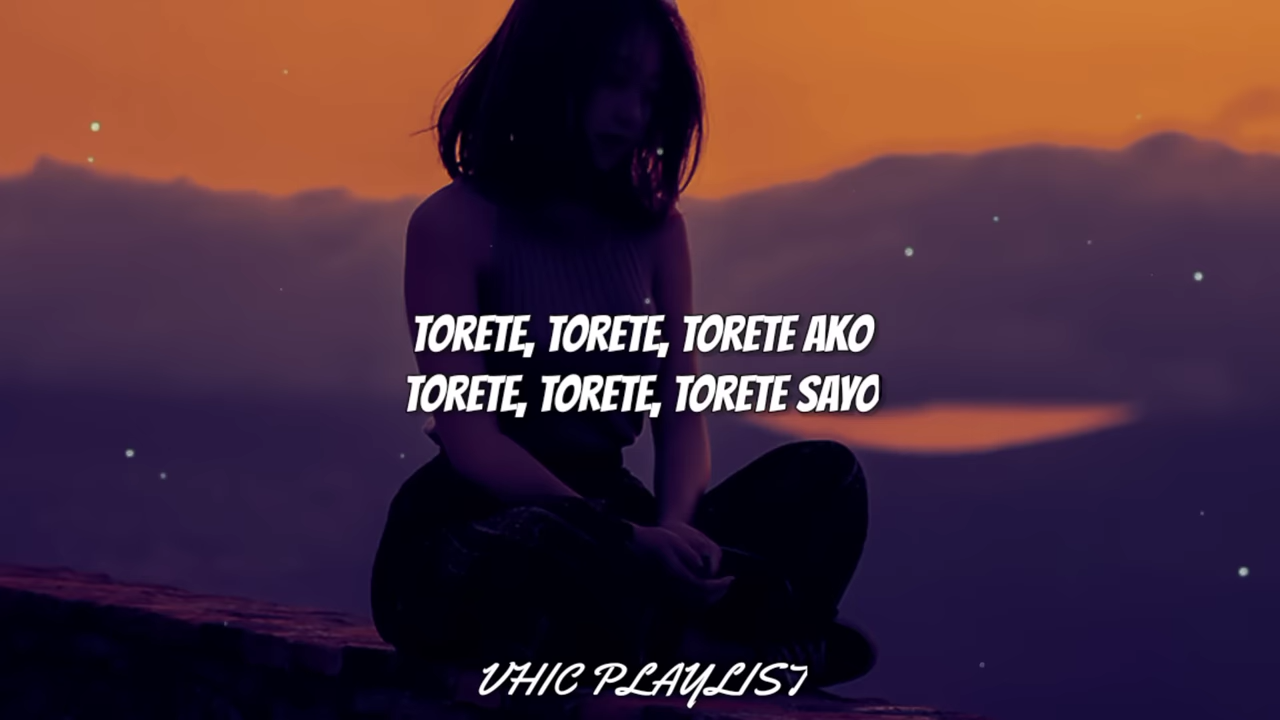 TORETE, TORETE, TORETE AKO
TORETE, TORETE, TORETE SAYO
VHIC PLAYLIST